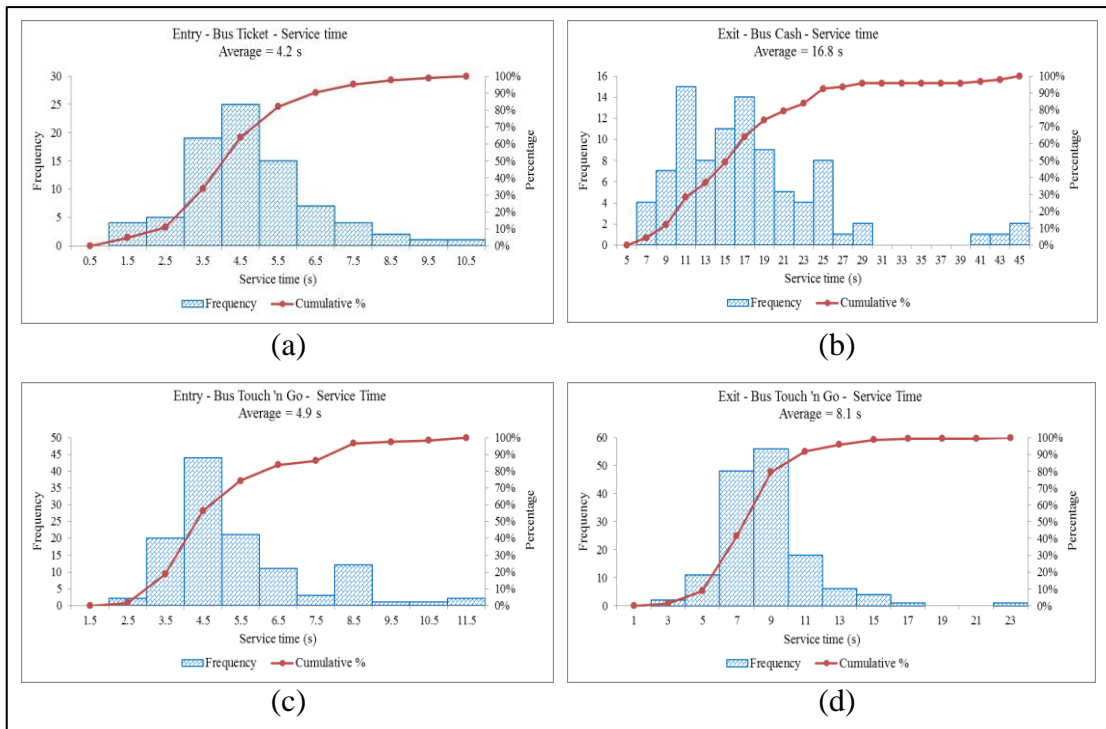 Entry - Bus Ticket - Service time
Average = 4.2 s
30
25
20
15
10
5
0
100%
90%
80%
70%
60%
50%
40%
30%
20%
10%
0%
Frequency
Percentage
0.5 1.5 2.5 3.5 4.5 5.5 6.5 7.5 8.5 9.5 10.5
Service time (s)
Frequency Cumulative %
(a)
Exit - Bus Cash - Service time
Average = 16.8 s
16
14
12
10
8
6
4
2
0
100%
90%
80%
70%
60%
50%
40%
30%
20%
10%
0%
Frequency
Percentage
5 7 9 11 13 15 17 19 21 23 25 27 29 31 33 35 37 39 41 43 45
Service time (s)
Frequency Cumulative %
(b)
Entry - Bus Touch 'n Go - Service Time
Average = 4.9 s
50
45
40
35
30
25
20
15
10
5
0
100%
90%
80%
70%
60%
50%
40%
30%
20%
10%
0%
Frequency
Percentage
1.5 2.5 3.5 4.5 5.5 6.5 7.5 8.5 9.5 10.5 11.5
Service time (s)
Frequency Cumulative %
(c)
Exit - Bus Touch 'n Go - Service Time
Average = 8.1 s
60
50
40
30
20
10
0
100%
90%
80%
70%
60%
50%
40%
30%
20%
10%
0%
Frequency
Percentage
1 3 5 7 9 11 13 15 17 19 21 23
Service time (s)
Frequency Cumulative %
(d)